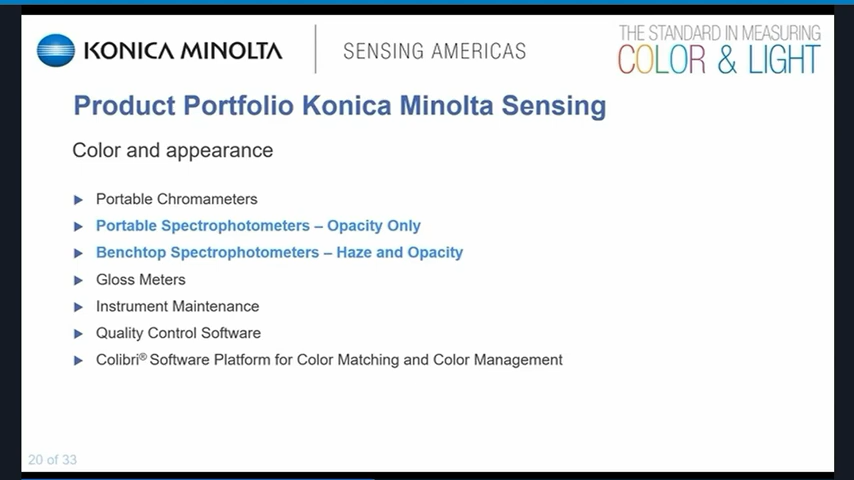 KONICA MINOLTA
SENSING AMERICAS
THE STANDARD IN MEASURING
COLOR & LIGHT
Product Portfolio Konica Minolta Sensing
Color and appearance
Portable Chromameters
Portable Spectrophotometers – Opacity Only
Benchtop Spectrophotometers – Haze and Opacity
Gloss Meters
Instrument Maintenance
Quality Control Software
Colibri® Software Platform for Color Matching and Color Management
20 of 33